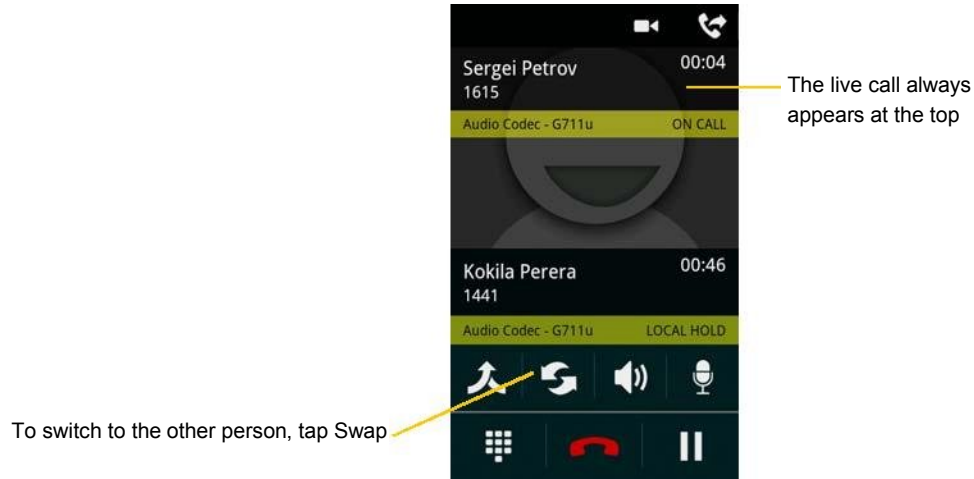 Sergei Petrov 00:04
1615
Audio Codec - G711u ON CALL
The live call always
appears at the top
Kokila Perera 00:46
1441
Audio Codec - G711u LOCAL HOLD
To switch to the other person, tap Swap